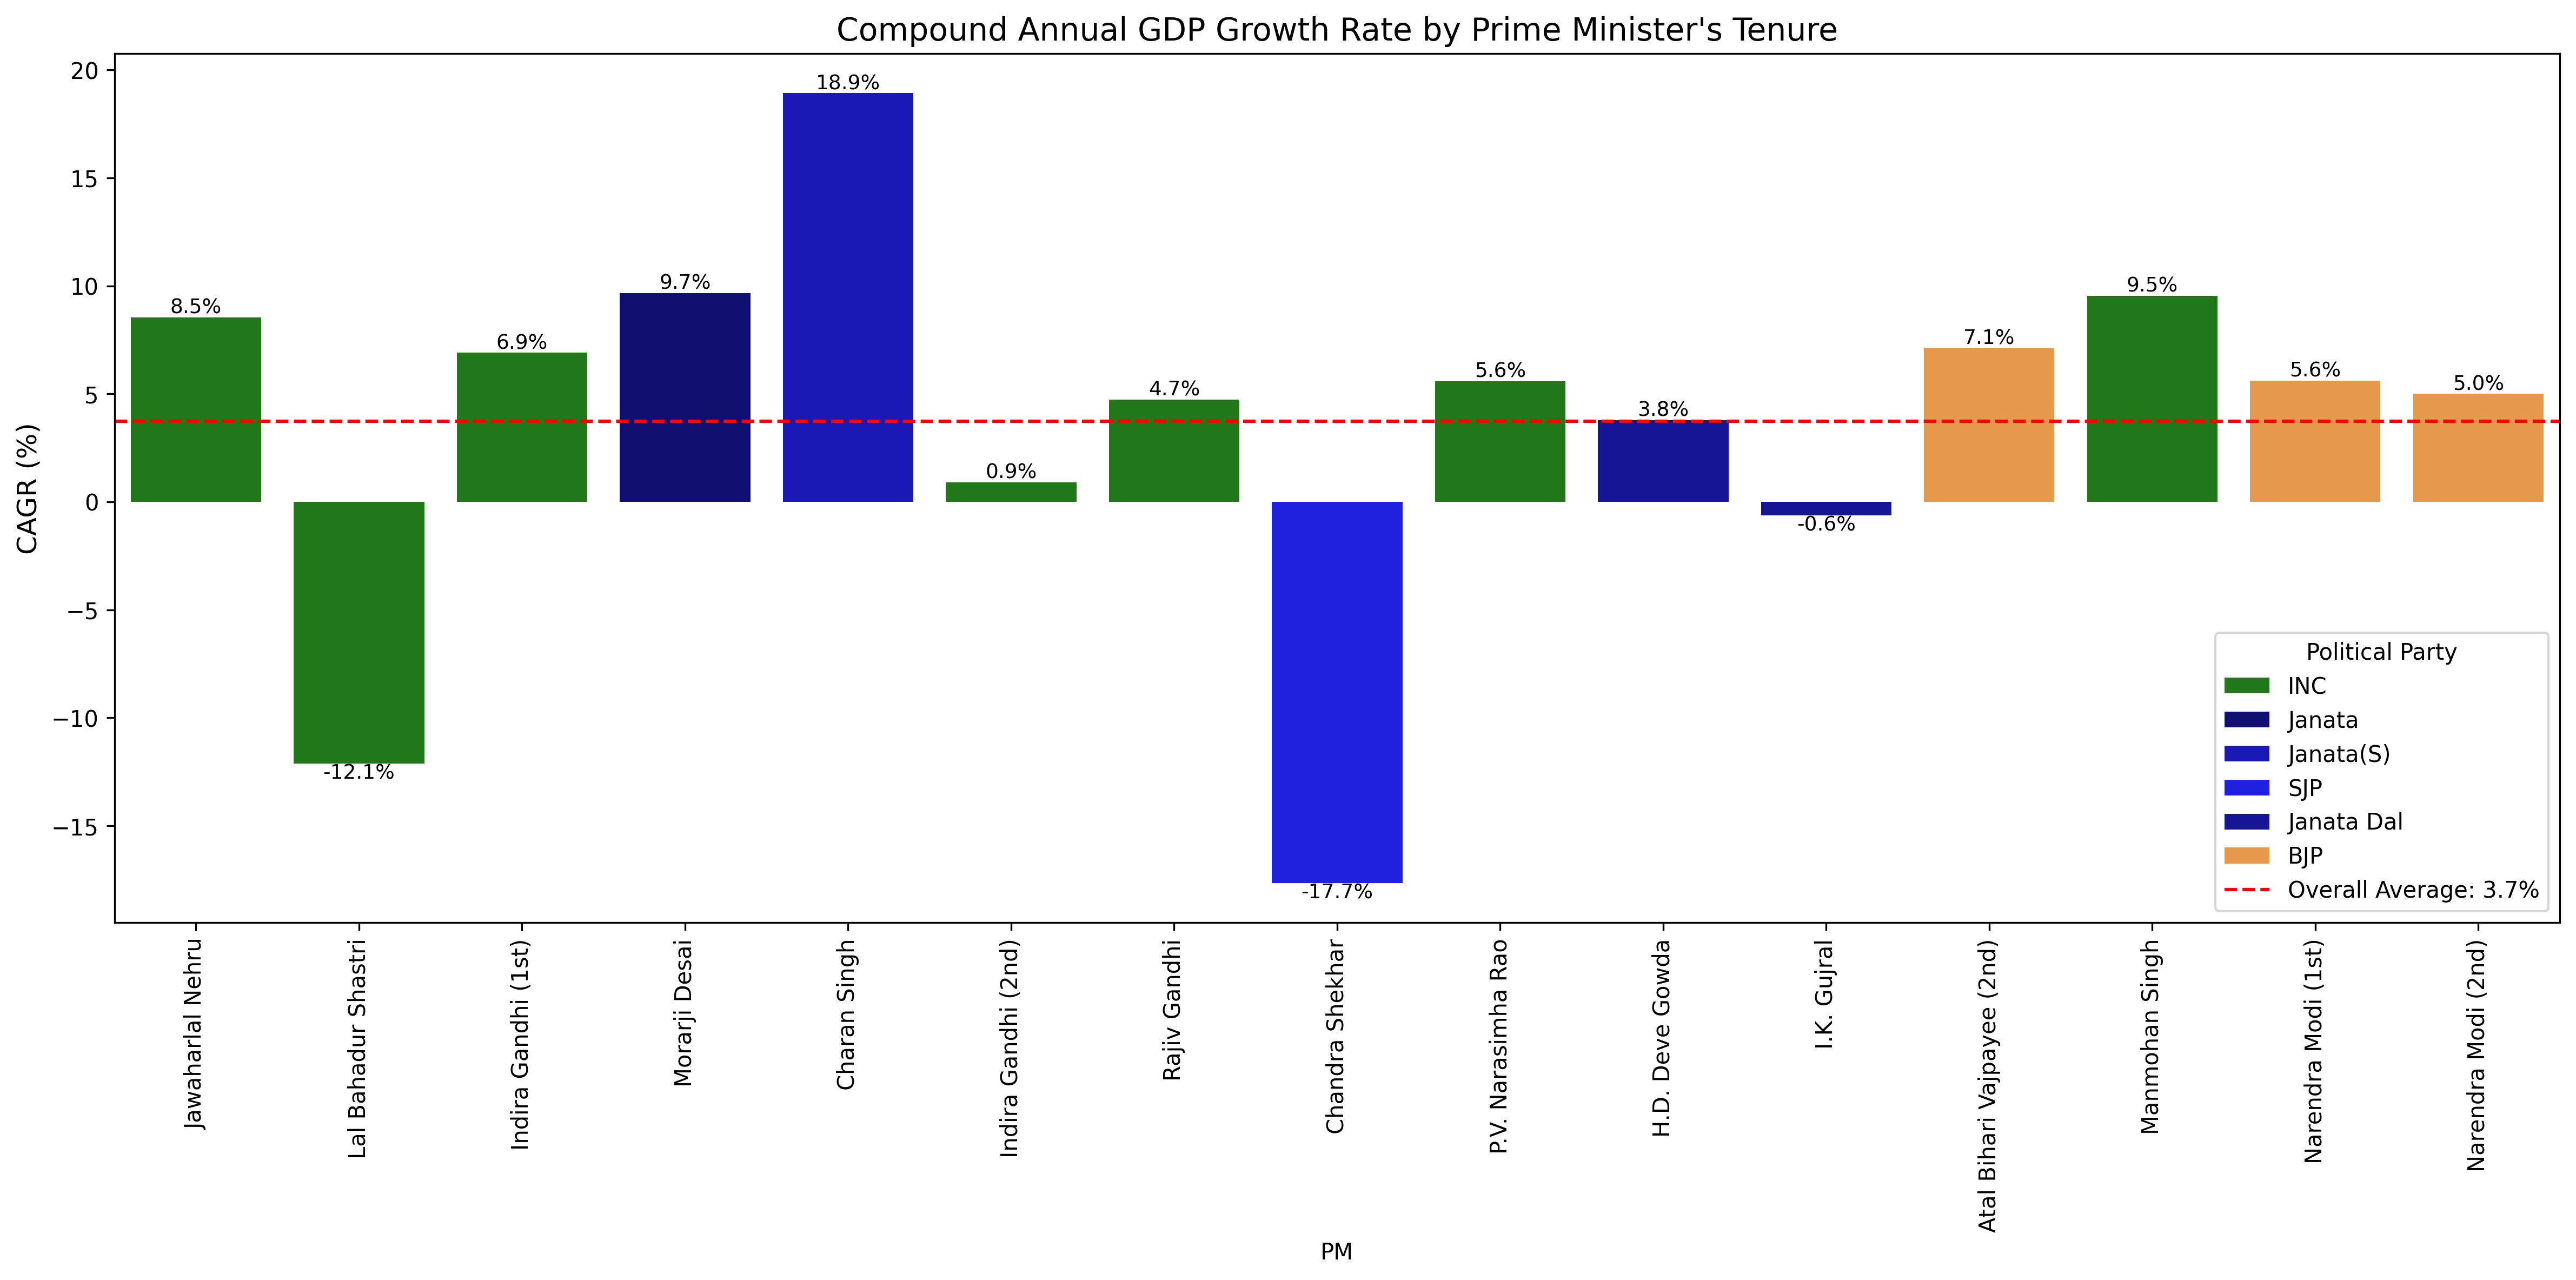 Compound Annual GDP Growth Rate by Prime Minister's Tenure
CAGR (%)
20
15
10
5
0
−5
−10
−15
8.5%
-12.1%
6.9%
9.7%
18.9%
0.9%
4.7%
-17.7%
5.6%
3.8%
-0.6%
7.1%
9.5%
5.6%
5.0%
Political Party
INC
Janata
Janata(S)
SJP
Janata Dal
BJP
Overall Average: 3.7%
Jawaharlal Nehru
Lal Bahadur Shastri
Indira Gandhi (1st)
Morarji Desai
Charan Singh
Indira Gandhi (2nd)
Rajiv Gandhi
Chandra Shekhar
P.V. Narasimha Rao
H.D. Deve Gowda
I.K. Gujral
Atal Bihari Vajpayee (2nd)
Manmohan Singh
Narendra Modi (1st)
Narendra Modi (2nd)
PM